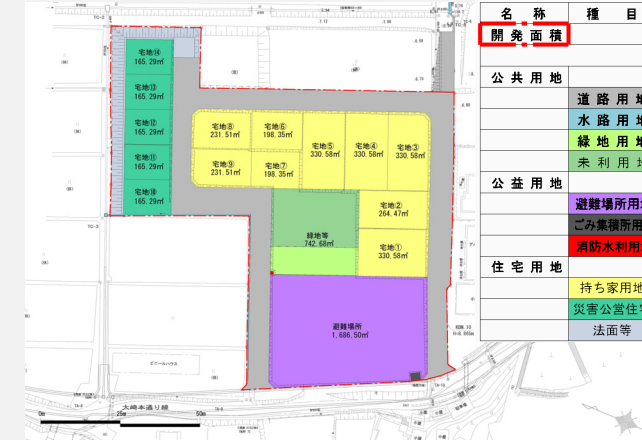 名 称 種 目
開 発 面 積
公 共 用 地
道 路 用 地
水 路 用 地
緑 地 用 地
未 利 用 地
公 益 用 地
避難場所用
ごみ集積所用
消防水利用
住 宅 用 地
持ち家用地
災害公営住
法面等
宅地⑭
165.29㎡
宅地⑬
165.29㎡
宅地⑫
165.29㎡
宅地⑪
165.29㎡
宅地⑩
165.29㎡
宅地⑧
231.51㎡
宅地⑥
198.35㎡
宅地⑤
330.58㎡
宅地④
330.58㎡
宅地③
330.58㎡
宅地⑨
231.51㎡
宅地⑦
198.35㎡
宅地②
264.47㎡
宅地①
330.58㎡
緑地等
742.68㎡
避難場所
1,686.50㎡
ビニールハウス
大崎本通り線
0m 25m 50m